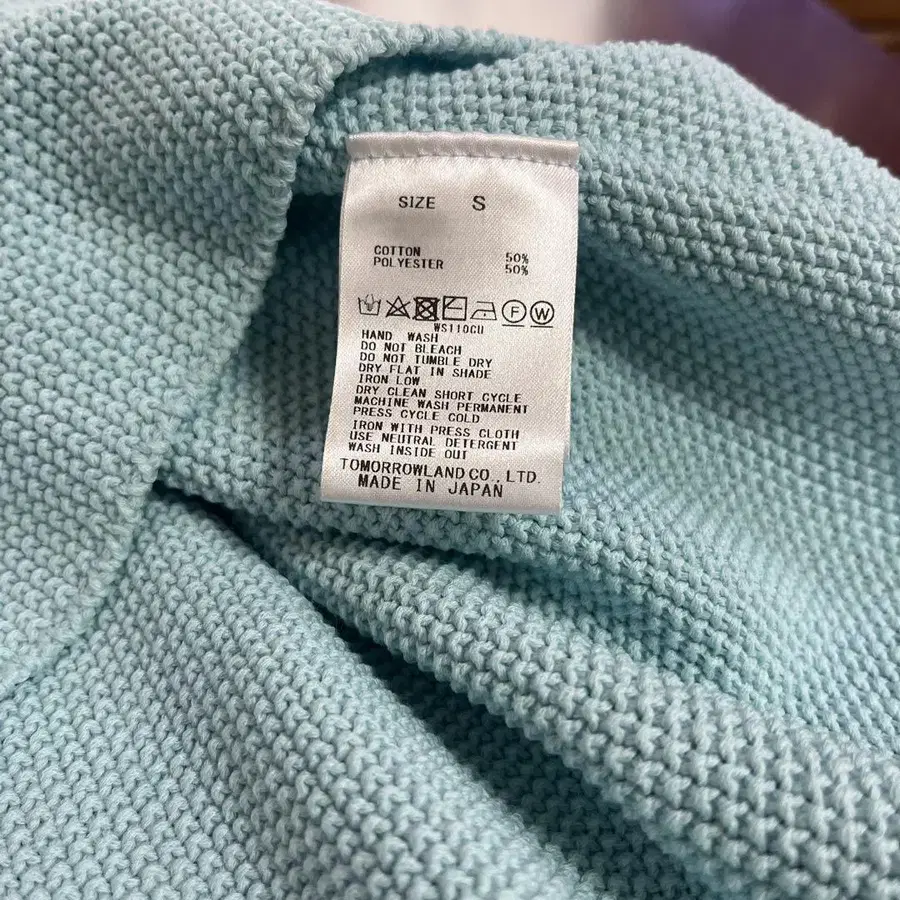 SIZE S
COTTON 50%
POLYESTER 50%
F W
WS110CU
HAND WASH
DO NOT BLEACH
DO NOT TUMBLE DRY
DRY FLAT IN SHADE
IRON LOW
DRY CLEAN SHORT CYCLE
MACHINE WASH PERMANENT
PRESS CYCLE COLD
IRON WITH PRESS CLOTH
USE NEUTRAL DETERGENT
WASH INSIDE OUT
TOMORROWLAND CO., LTD.
MADE IN JAPAN